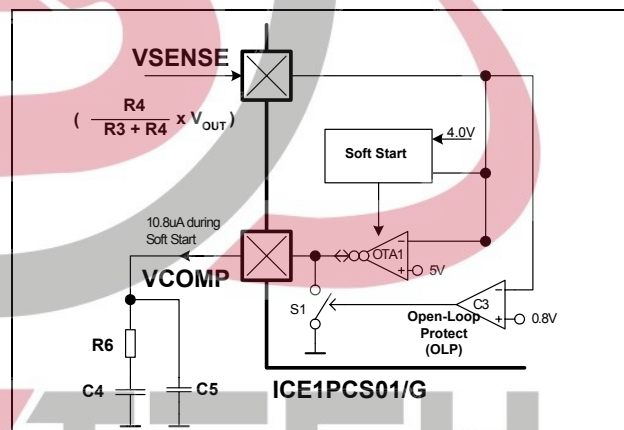 VSENSE
( R4
R3 + R4 x VOUT )
4.0V
Soft Start
10.8uA during
Soft Start
VCOMP
−
OTA1
+
5V
S1
−
C3
Open-Loop
Protect
(OLP)
+
0.8V
R6
C4
C5
ICE1PCS01/G